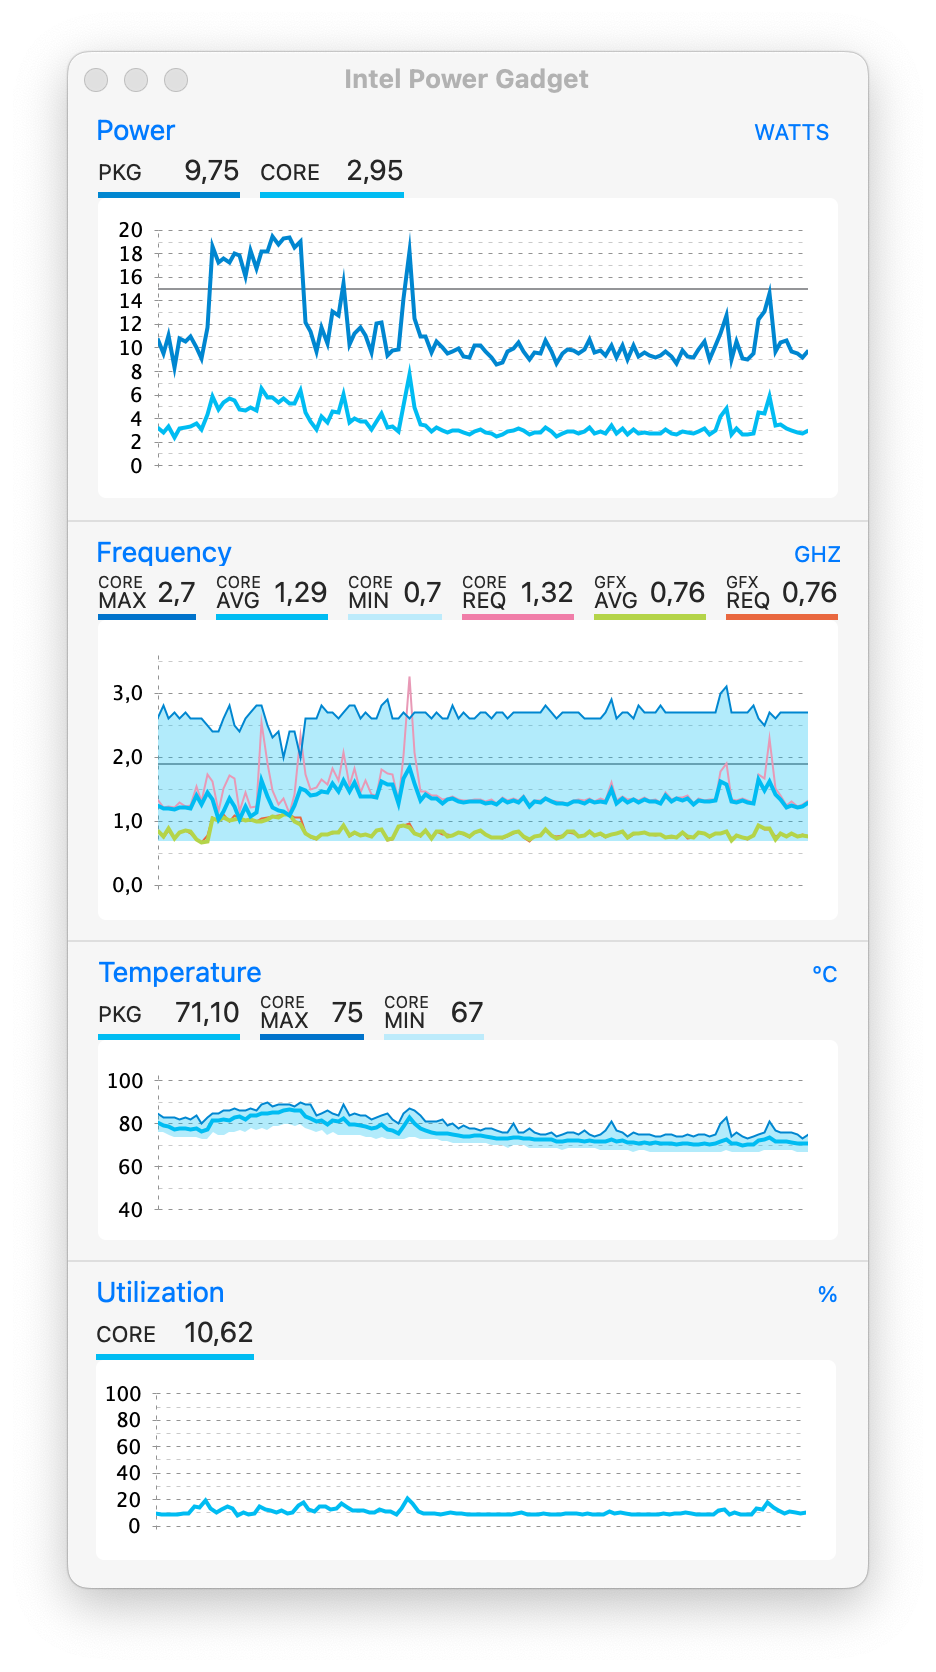 Intel Power Gadget
Power WATTS
PKG 9,75 CORE 2,95
20
18
16
14
12
10
8
6
4
2
0
Frequency GHZ
CORE MAX 2,7 CORE AVG 1,29 CORE MIN 0,7 CORE REQ 1,32 GFX AVG 0,76 GFX REQ 0,76
3,0
2,0
1,0
0,0
Temperature °C
PKG 71,10 CORE MAX 75 CORE MIN 67
100
80
60
40
Utilization %
CORE 10,62
100
80
60
40
20
0